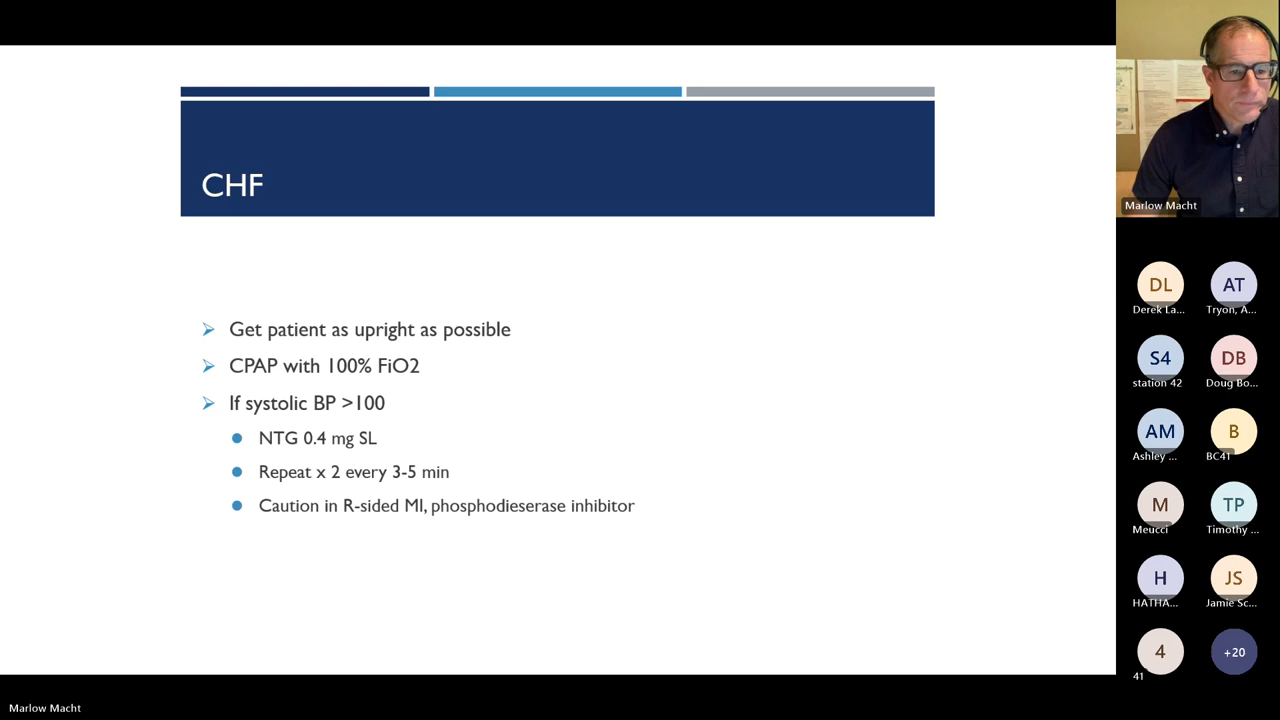 CHF
Get patient as upright as possible
CPAP with 100% FiO2
If systolic BP >100
NTG 0.4 mg SL
Repeat x 2 every 3-5 min
Caution in R-sided MI, phosphodieserase inhibitor
Marlow Macht
DL
Derek La...
AT
Tryon, A...
S4
station 42
DB
Doug Bo...
AM
Ashley ...
B
BC41
M
Meucci
TP
Timothy ...
H
HATHA...
JS
Jamie Sc...
4
41
+20
Marlow Macht